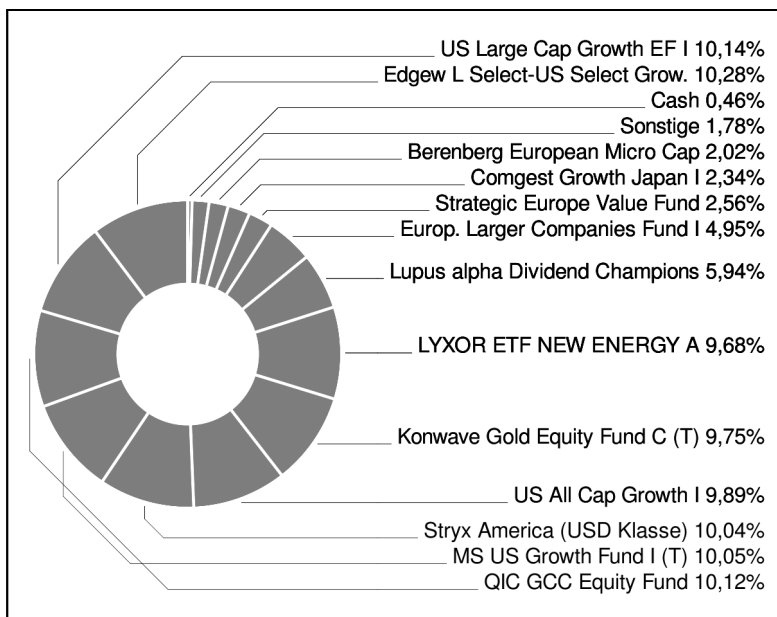 US Large Cap Growth EF I 10,14%
Edgew L Select-US Select Grow. 10,28%
Cash 0,46%
Sonstige 1,78%
Berenberg European Micro Cap 2,02%
Comgest Growth Japan I 2,34%
Strategic Europe Value Fund 2,56%
Europ. Larger Companies Fund I 4,95%
Lupus alpha Dividend Champions 5,94%
LYXOR ETF NEW ENERGY A 9,68%
Konwave Gold Equity Fund C (T) 9,75%
US All Cap Growth I 9,89%
Stryx America (USD Klasse) 10,04%
MS US Growth Fund I (T) 10,05%
QIC GCC Equity Fund 10,12%